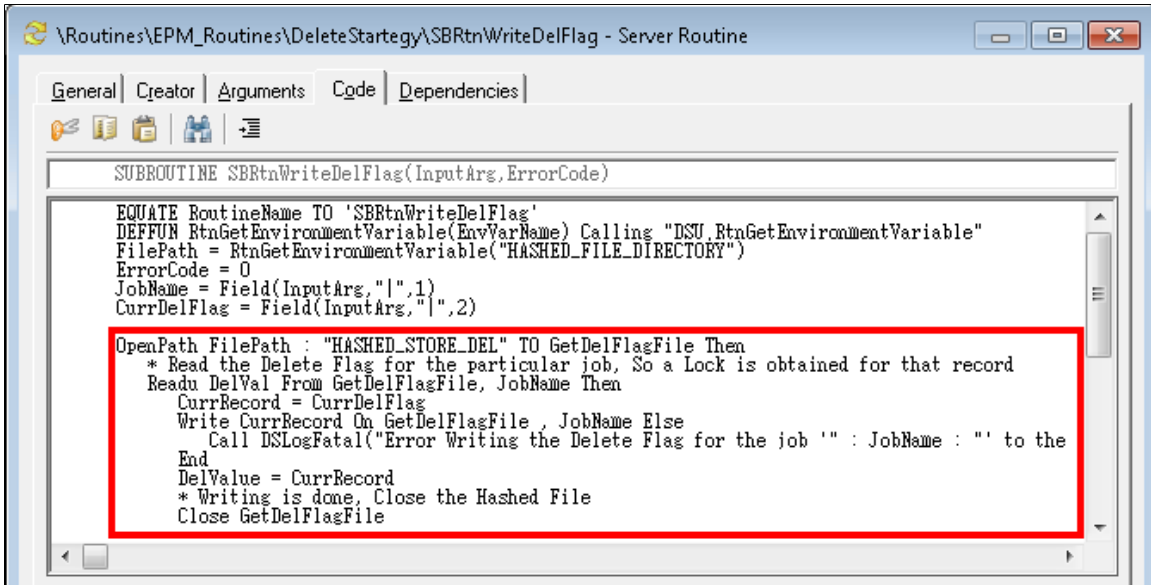 \Routines\EPM_Routines\DeleteStartegy\SBRtnWriteDelFlag - Server Routine
General Creator Arguments Code Dependencies
SUBROUTINE SBRtnWriteDelFlag(InputArg,ErrorCode)
EQUATE RoutineName TO 'SBRtnWriteDelFlag'
DEFFUN RtnGetEnvironmentVariable(EnvVarName) Calling "DSU.RtnGetEnvironmentVariable"
FilePath = RtnGetEnvironmentVariable("HASHED_FILE_DIRECTORY")
ErrorCode = 0
JobName = Field(InputArg,"|",1)
CurrDelFlag = Field(InputArg,"|",2)
OpenPath FilePath : "HASHED_STORE_DEL" TO GetDelFlagFile Then
* Read the Delete Flag for the particular job, So a Lock is obtained for that record
Readu DelVal From GetDelFlagFile, JobName Then
CurrRecord = CurrDelFlag
Write CurrRecord On GetDelFlagFile , JobName Else
Call DSLogFatal("Error Writing the Delete Flag for the job '" : JobName : "' to the
End
DelValue = CurrRecord
* Writing is done, Close the Hashed File
Close GetDelFlagFile